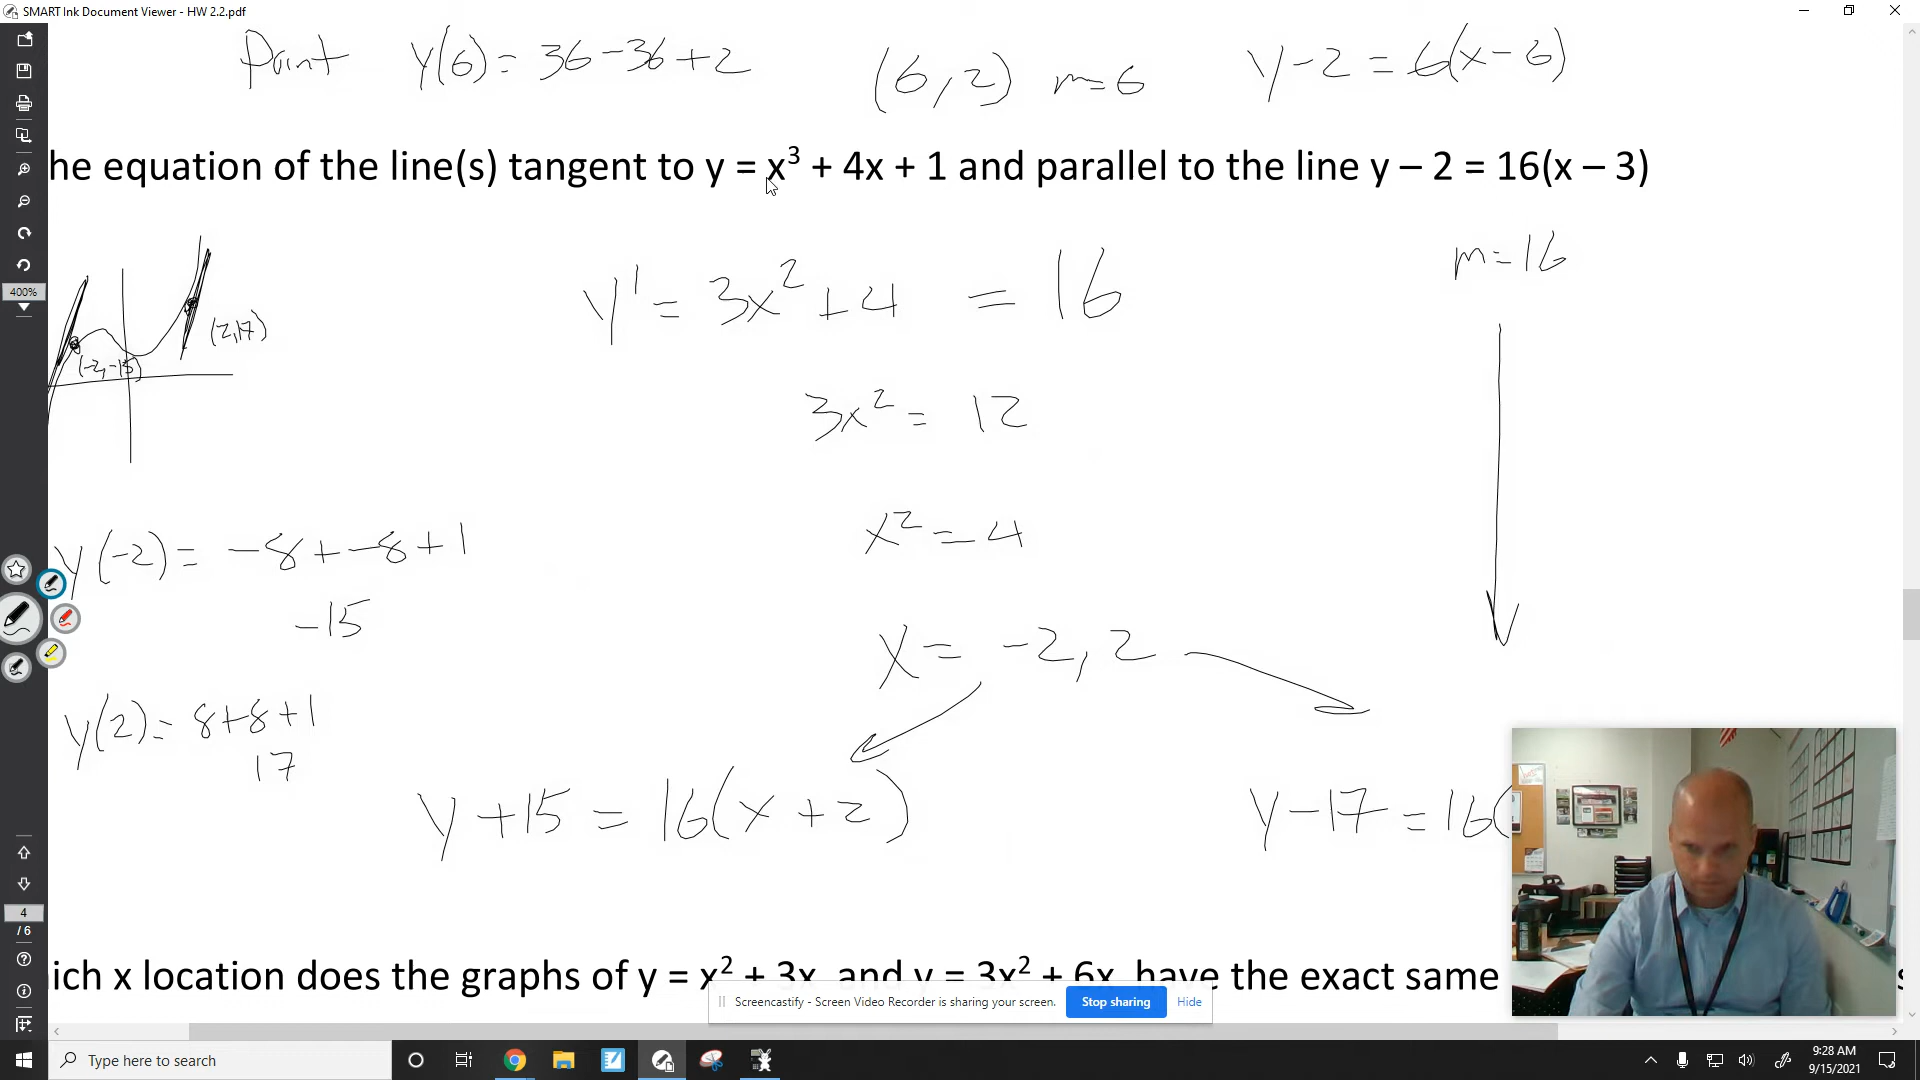 SMART Ink Document Viewer - HW 2.2.pdf
Point y(6) = 36-36+2 (6,2) m=6 y-2 = 6(x-6)
he equation of the line(s) tangent to y = x³ + 4x + 1 and parallel to the line y – 2 = 16(x – 3)
m=16
y' = 3x² + 4 = 16
400%
(2,17)
(-2,-15)
3x² = 12
x² = 4
y(-2) = -8+-8+1
-15
x = -2, 2
y(2) = 8+8+1
17
y+15 = 16(x+2)
y-17 = 16(
4
/ 6
ich x location does the graphs of y = x² + 3x and y = 3x² + 6x have the exact same
Screencastify - Screen Video Recorder is sharing your screen. Stop sharing Hide
Type here to search
9:28 AM
9/15/2021